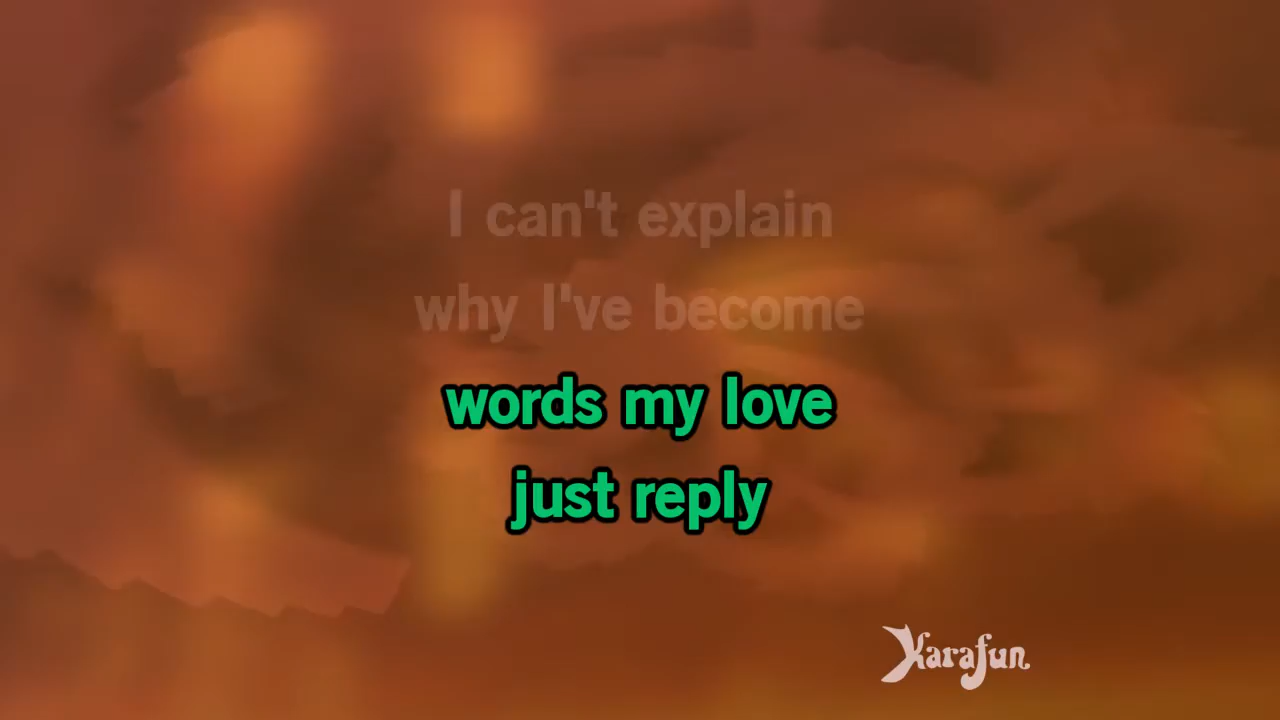 I can't explain
why I've become
words my love
just reply
Karafun